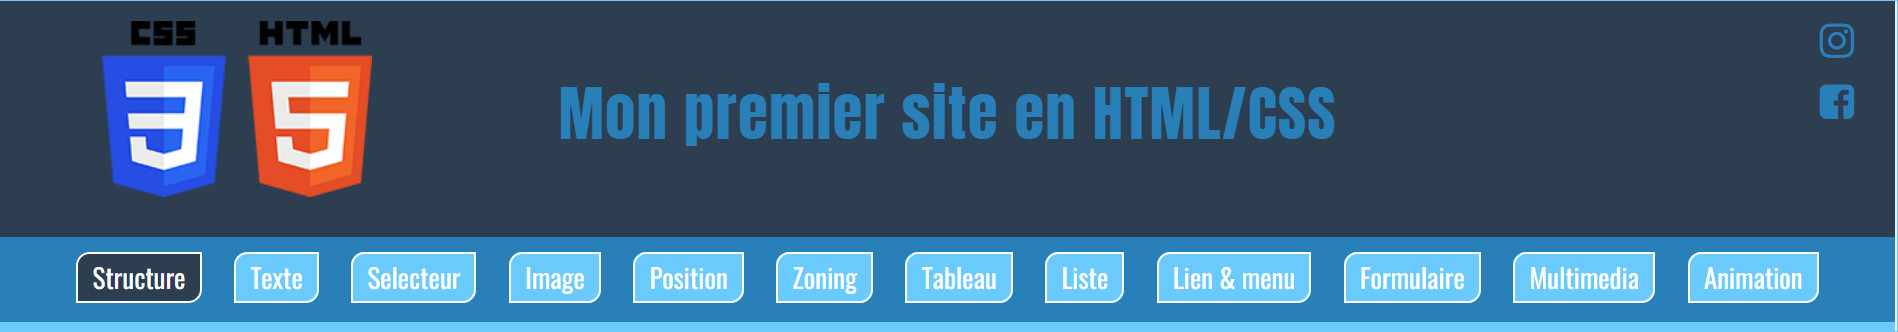 CSS HTML
3 5
Mon premier site en HTML/CSS
Structure Texte Selecteur Image Position Zoning Tableau Liste Lien & menu Formulaire Multimedia Animation